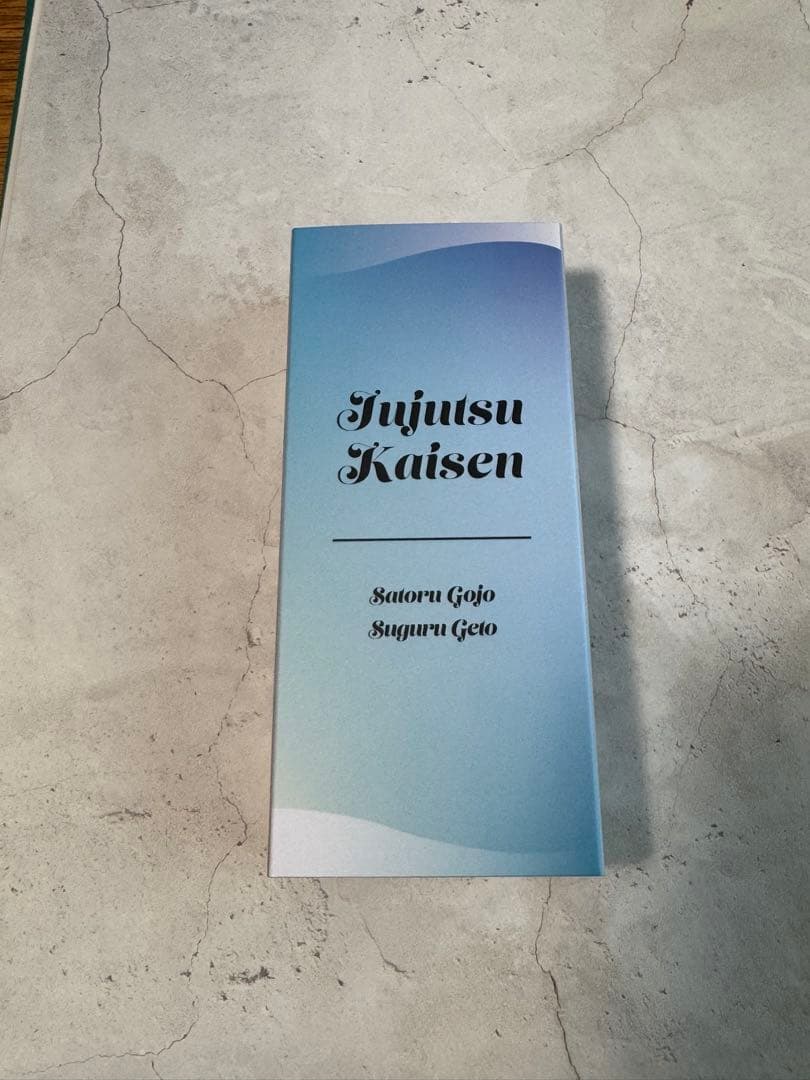 Jujutsu
Kaisen
Satoru Gojo
Suguru Geto